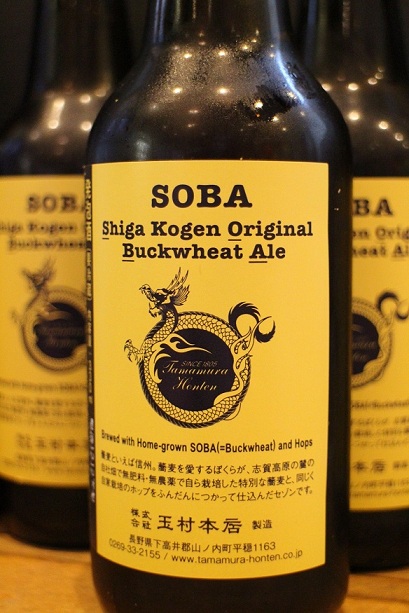 SOBA
Shiga Kogen Original
Buckwheat Ale
SINCE 1805
Tamamura
Honten
Brewed with Home-grown SOBA(=Buckwheat) and Hops
蕎麦といえば信州。蕎麦を愛するぼくらが、志賀高原の麓の
自社畑で無肥料・無農薬で自ら栽培した特別な蕎麦と、同じく
自家栽培のホップをふんだんにつかって仕込んだセゾンです。
株式会社 玉村本店 製造
長野県下高井郡山ノ内町平穏1163
0269-33-2155 / www.tamamura-honten.co.jp